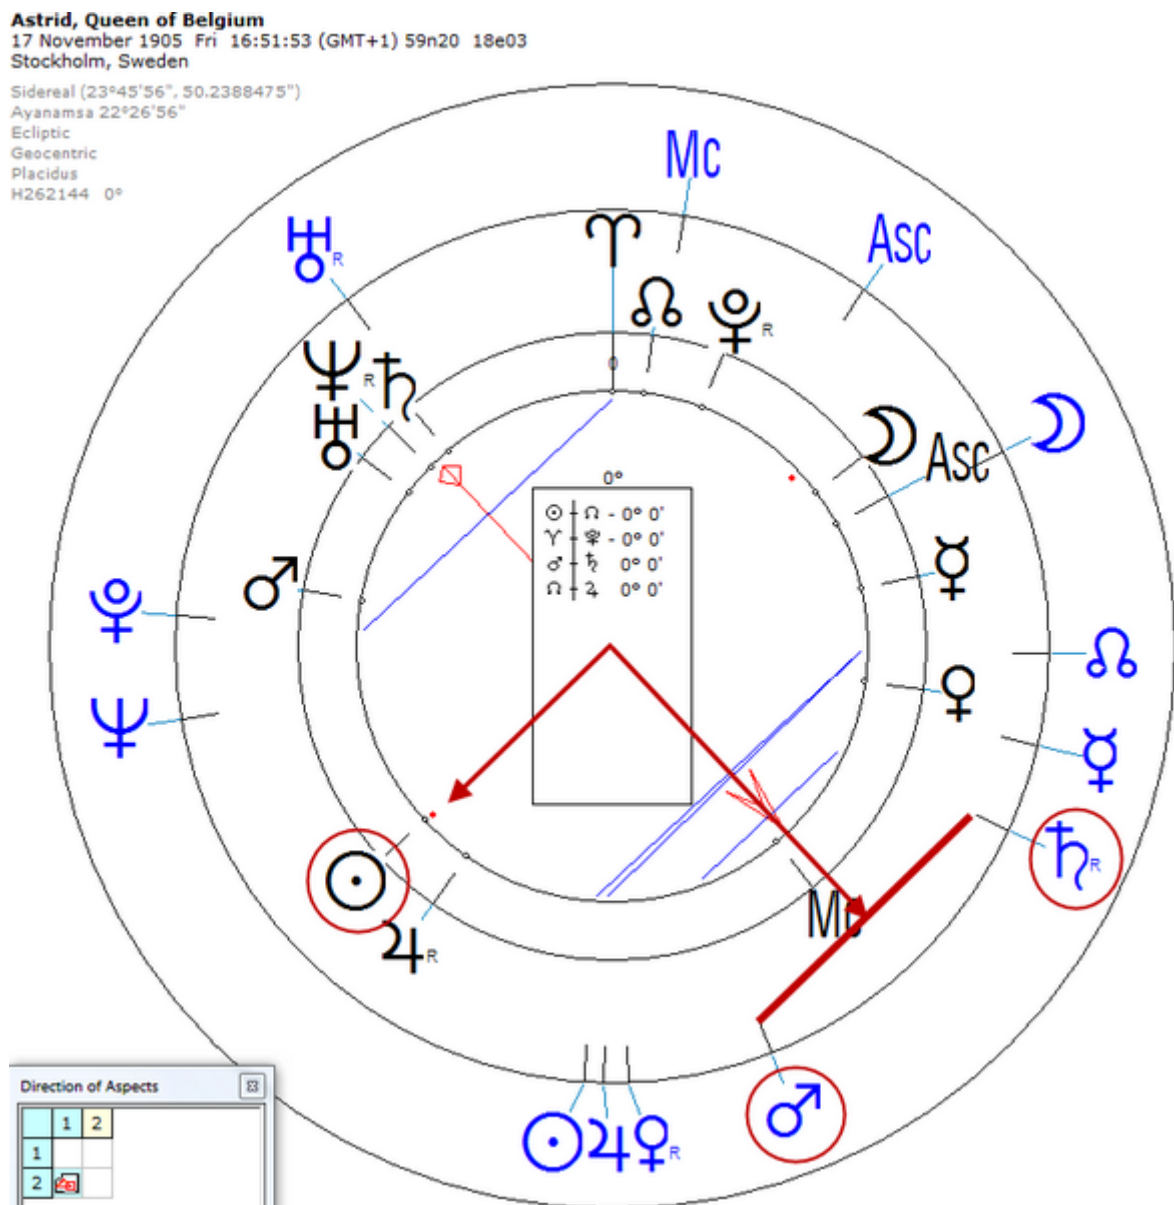 Astrid, Queen of Belgium
17 November 1905 Fri 16:51:53 (GMT+1) 59n20 18e03
Stockholm, Sweden
Sidereal (23°45'56", 50.2388475")
Ayanamsa 22°26'56"
Ecliptic
Geocentric
Placidus
H262144 0°
Mc
Asc
♅ R
♈
☊
♇ R
♆ R ♄
0
♅
☽
Asc
☽
0°
☉ ☊ - 0° 0'
♈ ♇ - 0° 0'
♂ ♄ 0° 0'
☊ ♃ 0° 0'
♂
☿
♇
☊
♀
♆
☿
♄ R
☉
Mc
♃ R
♂
☉ ♃ ♀ R
Direction of Aspects
1 2
1
2